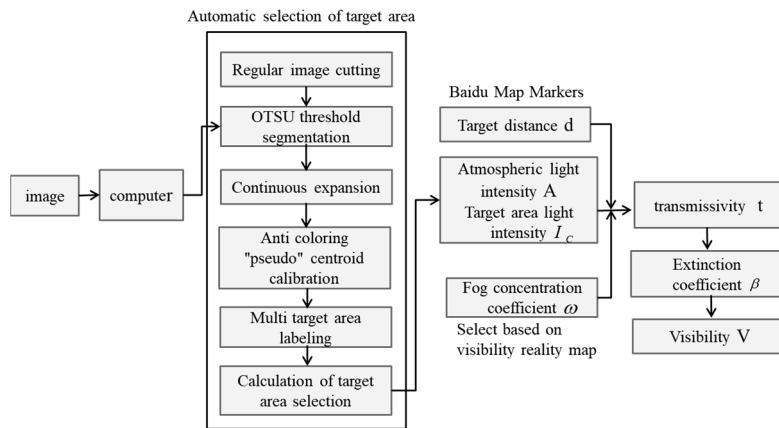 Automatic selection of target area
Regular image cutting
OTSU threshold
segmentation
Continuous expansion
Anti coloring
"pseudo" centroid
calibration
Multi target area
labeling
Calculation of target
area selection
image
computer
Baidu Map Markers
Target distance d
Atmospheric light
intensity A
Target area light
intensity I_C
Fog concentration
coefficient ω
Select based on
visibility reality map
transmissivity t
Extinction
coefficient β
Visibility V